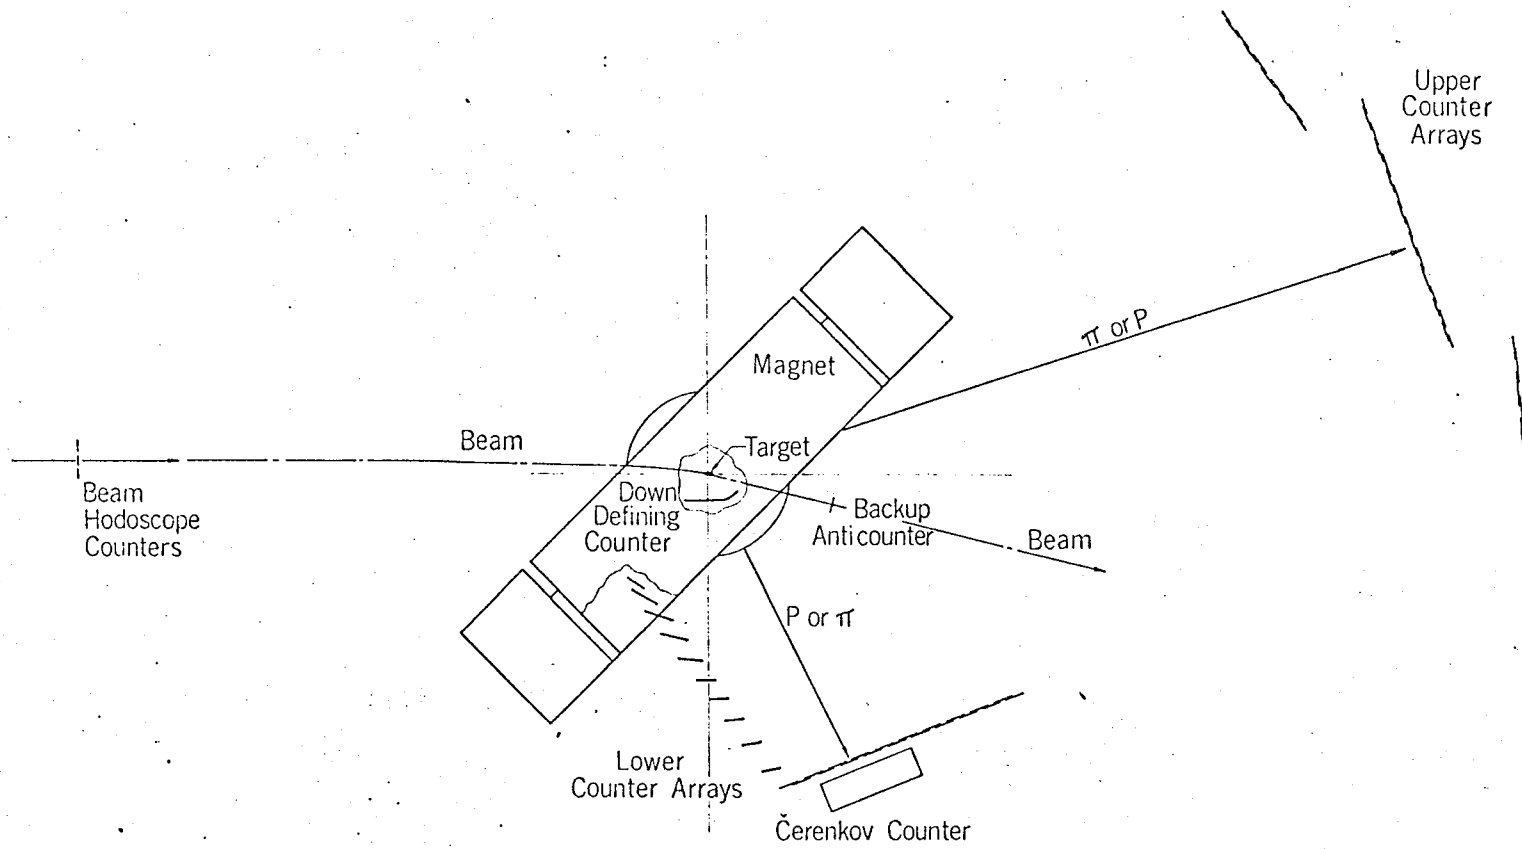 Upper
Counter
Arrays
π or P
Magnet
Beam
Target
Beam
Hodoscope
Counters
Down
Defining
Counter
Backup
Anticounter
Beam
P or π
Lower
Counter Arrays
Čerenkov Counter